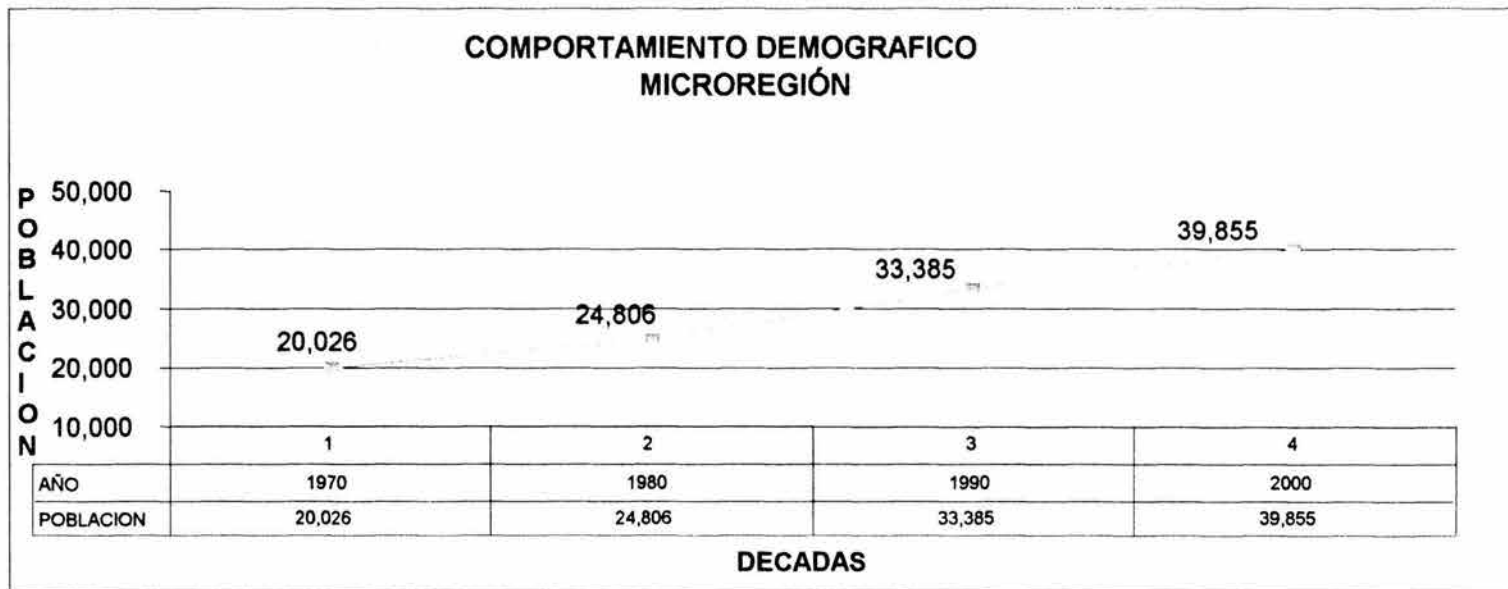 COMPORTAMIENTO DEMOGRAFICO
MICROREGIÓN
POBLACION
50,000
40,000
30,000
20,000
10,000
20,026
24,806
33,385
39,855
1 2 3 4
AÑO 1970 1980 1990 2000
POBLACION 20,026 24,806 33,385 39,855
DECADAS